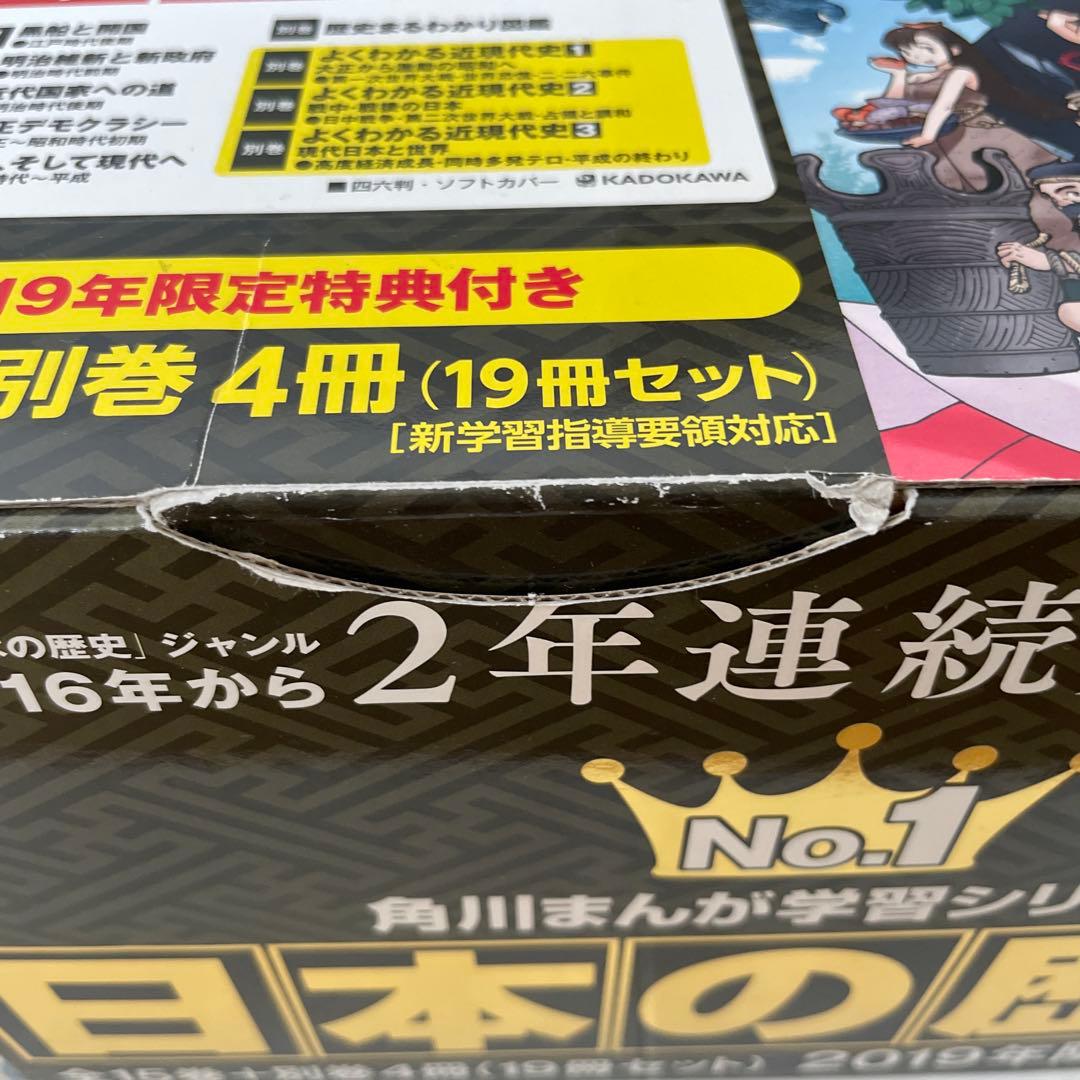 黒船と開国
●江戸時代後期
明治維新と新政府
●明治時代前期
近代国家への道
明治時代後期
正デモクラシー
正～昭和時代初期
、そして現代へ
時代～平成
別巻 歴史まるわかり図鑑
別巻 よくわかる近現代史1
大正から激動の昭和へ
●第一次世界大戦・世界恐慌・二・二六事件
別巻 よくわかる近現代史2
戦中・戦後の日本
●日中戦争・第二次世界大戦・占領と講和
別巻 よくわかる近現代史3
現代日本と世界
●高度経済成長・同時多発テロ・平成の終わり
■四六判・ソフトカバー KADOKAWA
19年限定特典付き
別巻4冊(19冊セット)
[新学習指導要領対応]
の歴史」ジャンル
16年から 2年連続
No.1
角川まんが学習シリ
日本の歴
全15巻+別巻4冊(19冊セット) 2019年限